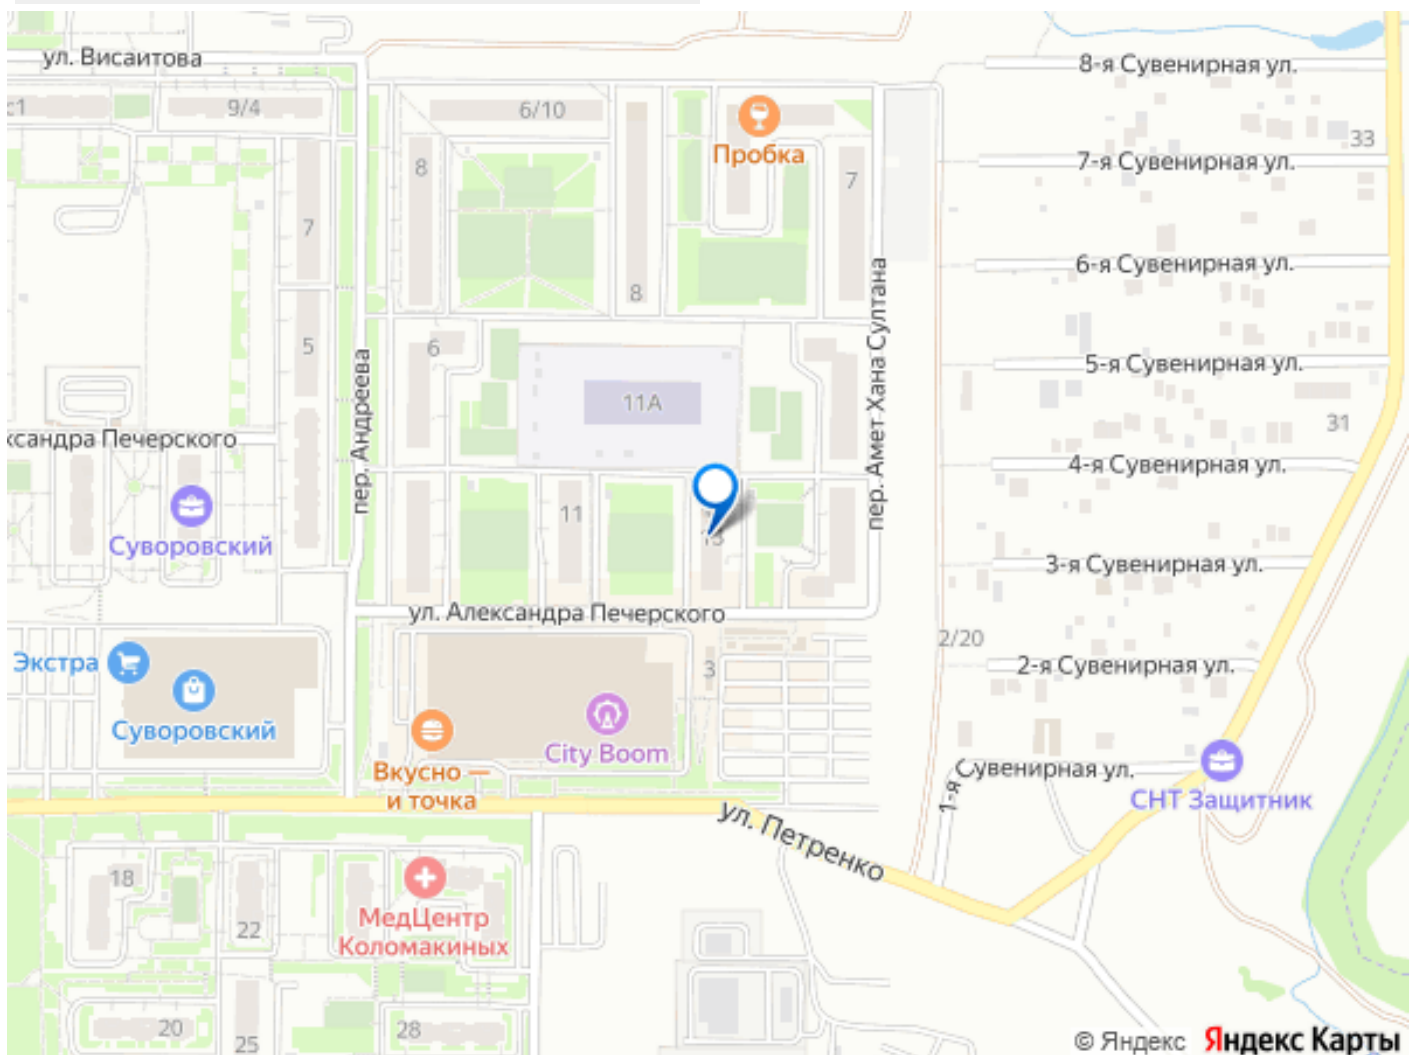 ул. Висаитова
8-я Сувенирная ул.
с1
9/4
6/10
Пробка
33
7-я Сувенирная ул.
8
7
7
6-я Сувенирная ул.
8
пер. Амет Хана Султана
5
6
пер. Андреева
5-я Сувенирная ул.
11А
31
ксандра Печерского
4-я Сувенирная ул.
11
Суворовский
3-я Сувенирная ул.
ул. Александра Печерского
2/20
Экстра
3
2-я Сувенирная ул.
Суворовский
City Boom
Вкусно —
и точка
1-я Сувенирная ул.
СНТ Защитник
ул. Петренко
18
МедЦентр
Коломакиных
22
20
25
28
© Яндекс Яндекс Карты